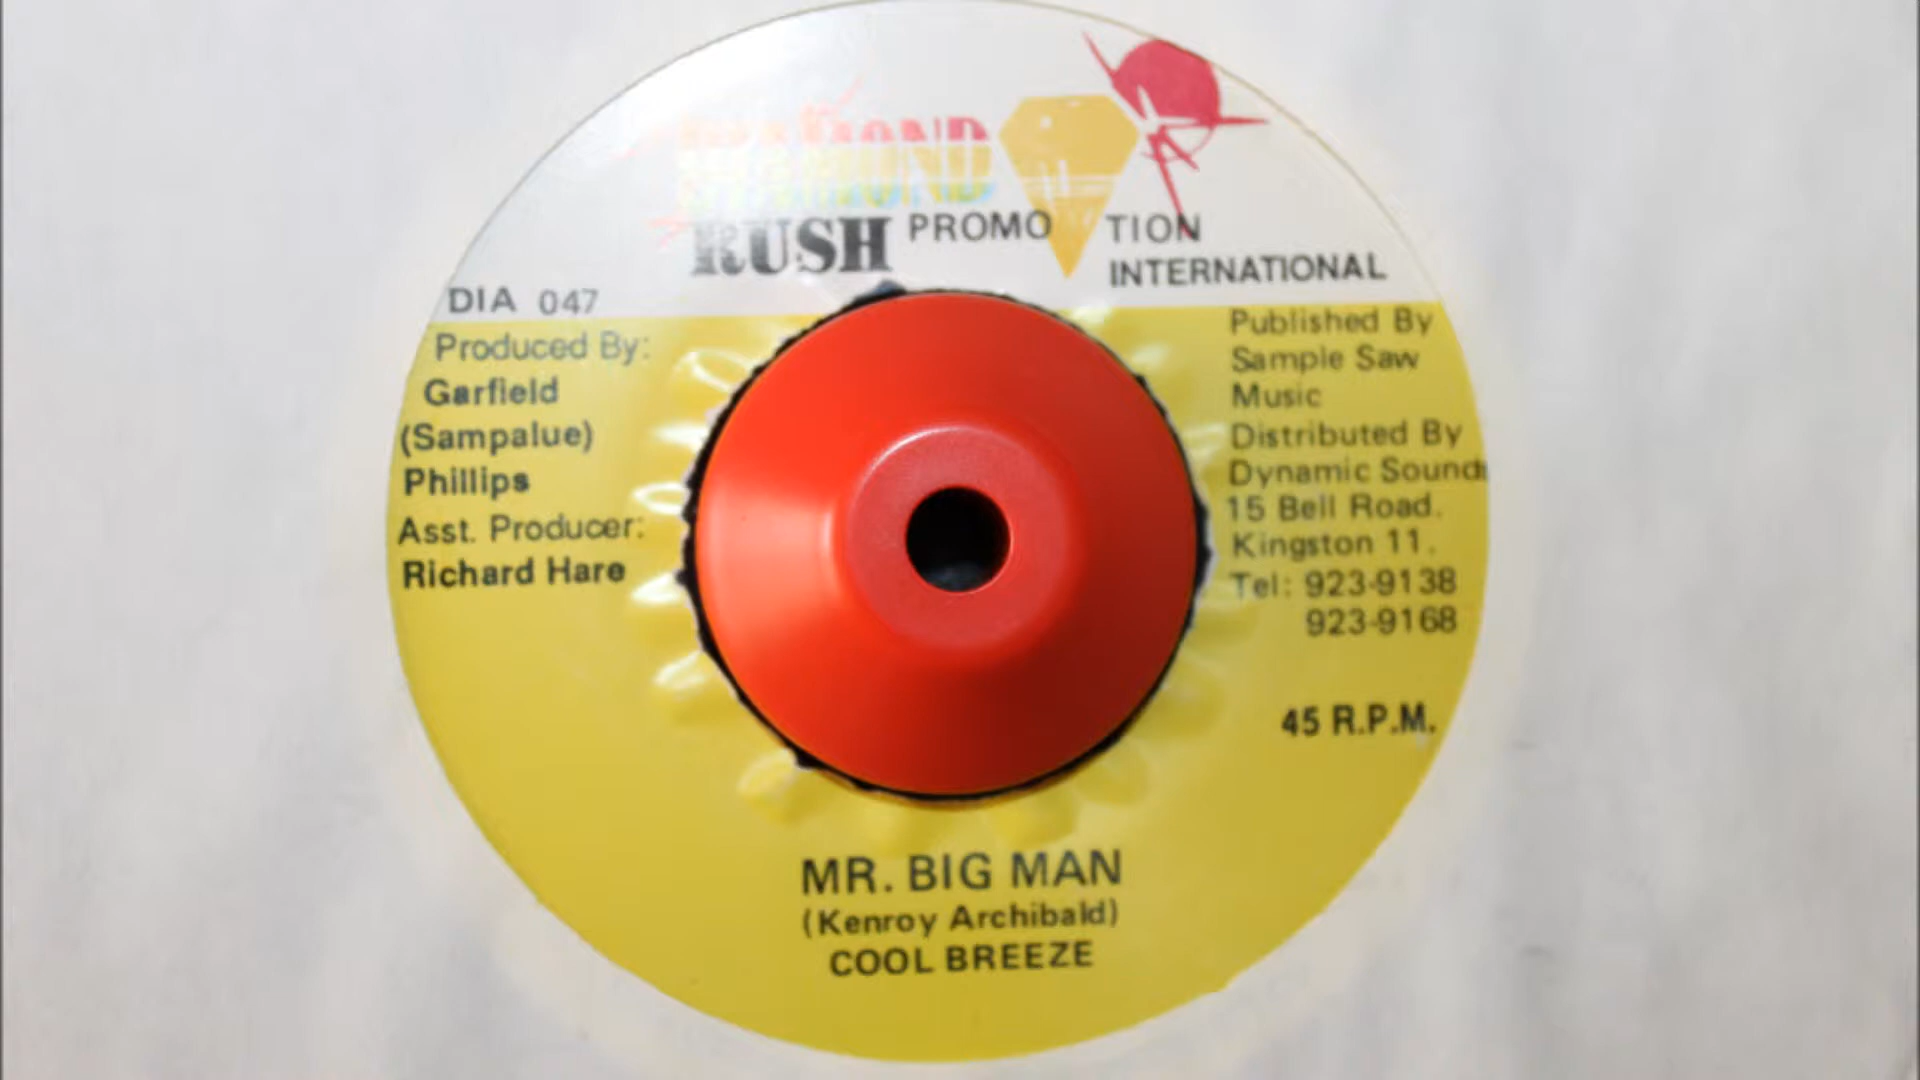 DIAMOND
RUSH PROMOTION
INTERNATIONAL
DIA 047
Produced By:
Garfield
(Sampalue)
Phillips
Asst. Producer:
Richard Hare
Published By
Sample Saw
Music
Distributed By
Dynamic Sounds
15 Bell Road.
Kingston 11.
Tel: 923-9138
923-9168
45 R.P.M.
MR. BIG MAN
(Kenroy Archibald)
COOL BREEZE